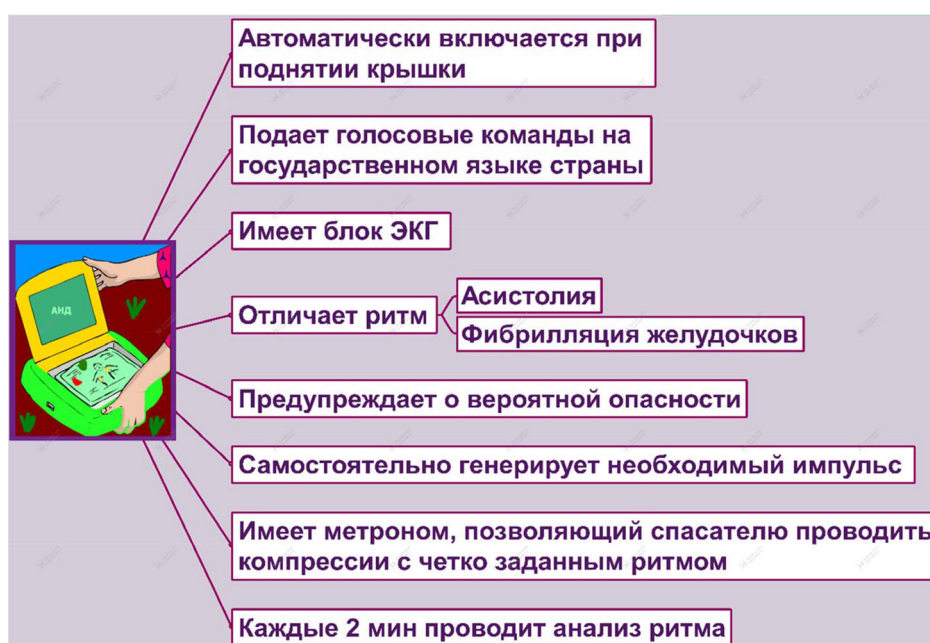 Автоматически включается при
поднятии крышки
Подает голосовые команды на
государственном языке страны
Имеет блок ЭКГ
АНД
Отличает ритм
Асистолия
Фибрилляция желудочков
Предупреждает о вероятной опасности
Самостоятельно генерирует необходимый импульс
Имеет метроном, позволяющий спасателю проводить
компрессии с четко заданным ритмом
Каждые 2 мин проводит анализ ритма